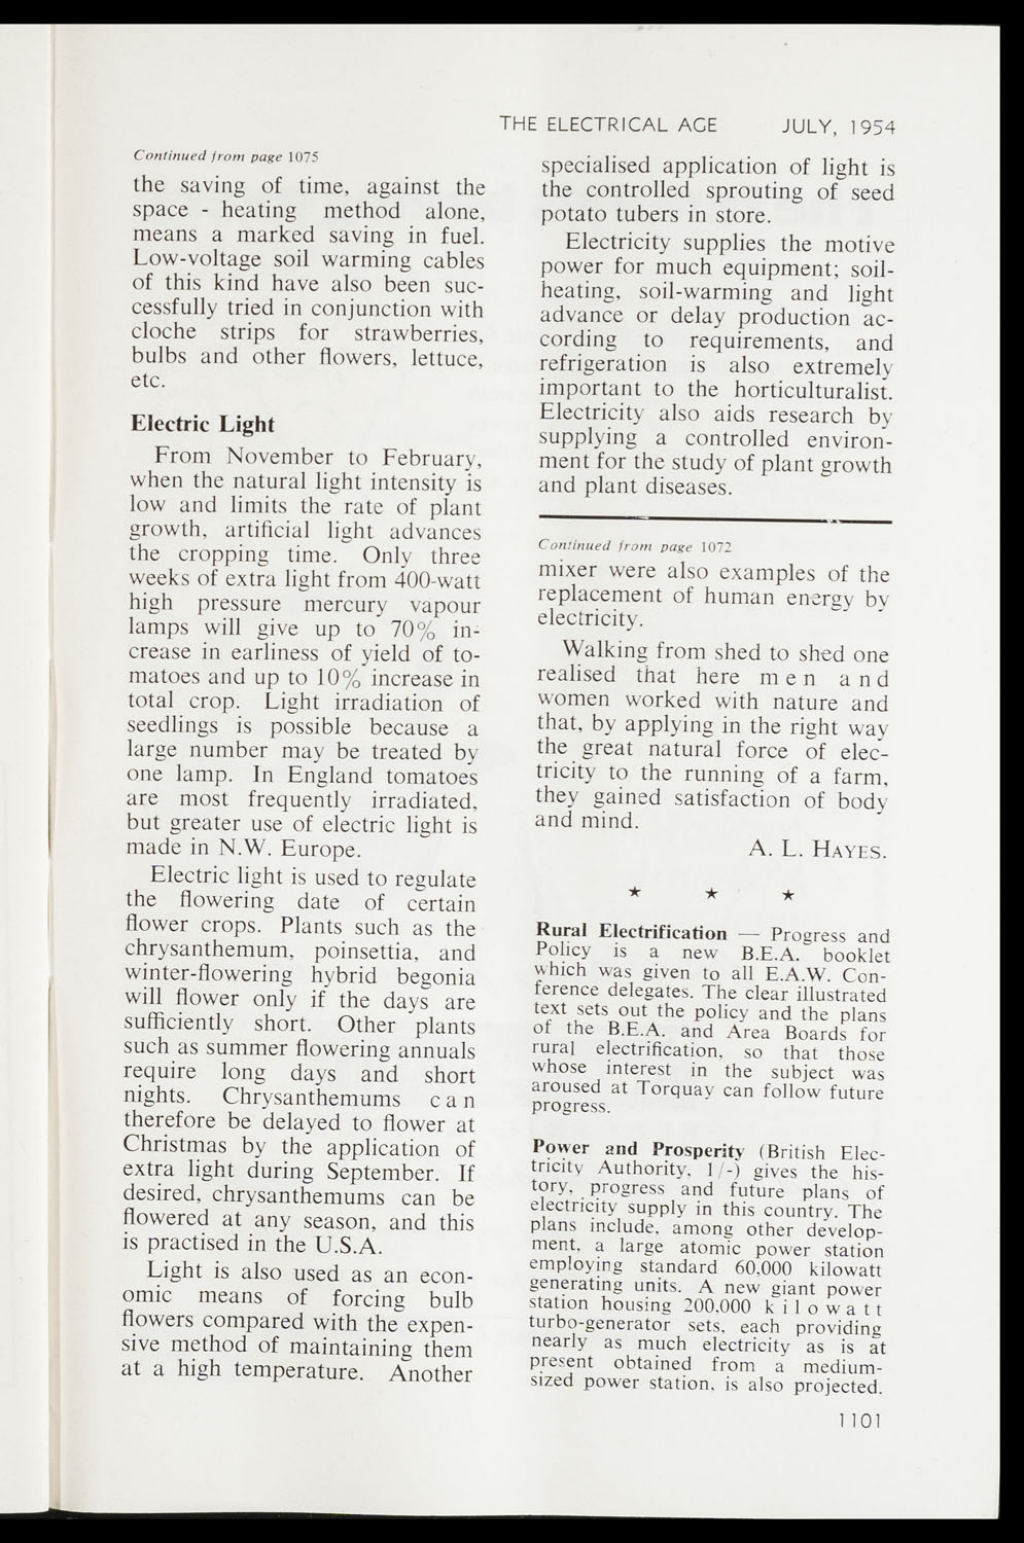 THE ELECTRICAL AGE JULY, 1954
Continued from page 1075
the saving of time, against the
space - heating method alone,
means a marked saving in fuel.
Low-voltage soil warming cables
of this kind have also been suc-
cessfully tried in conjunction with
cloche strips for strawberries,
bulbs and other flowers, lettuce,
etc.
Electric Light
From November to February,
when the natural light intensity is
low and limits the rate of plant
growth, artificial light advances
the cropping time. Only three
weeks of extra light from 400-watt
high pressure mercury vapour
lamps will give up to 70% in-
crease in earliness of yield of to-
matoes and up to 10% increase in
total crop. Light irradiation of
seedlings is possible because a
large number may be treated by
one lamp. In England tomatoes
are most frequently irradiated,
but greater use of electric light is
made in N.W. Europe.
Electric light is used to regulate
the flowering date of certain
flower crops. Plants such as the
chrysanthemum, poinsettia, and
winter-flowering hybrid begonia
will flower only if the days are
sufficiently short. Other plants
such as summer flowering annuals
require long days and short
nights. Chrysanthemums can
therefore be delayed to flower at
Christmas by the application of
extra light during September. If
desired, chrysanthemums can be
flowered at any season, and this
is practised in the U.S.A.
Light is also used as an econ-
omic means of forcing bulb
flowers compared with the expen-
sive method of maintaining them
at a high temperature. Another
specialised application of light is
the controlled sprouting of seed
potato tubers in store.
Electricity supplies the motive
power for much equipment; soil-
heating, soil-warming and light
advance or delay production ac-
cording to requirements, and
refrigeration is also extremely
important to the horticulturalist.
Electricity also aids research by
supplying a controlled environ-
ment for the study of plant growth
and plant diseases.
Continued from page 1072
mixer were also examples of the
replacement of human energy by
electricity.
Walking from shed to shed one
realised that here men and
women worked with nature and
that, by applying in the right way
the great natural force of elec-
tricity to the running of a farm,
they gained satisfaction of body
and mind.
A. L. HAYES.
★ ★ ★
Rural Electrification — Progress and
Policy is a new B.E.A. booklet
which was given to all E.A.W. Con-
ference delegates. The clear illustrated
text sets out the policy and the plans
of the B.E.A. and Area Boards for
rural electrification, so that those
whose interest in the subject was
aroused at Torquay can follow future
progress.
Power and Prosperity (British Elec-
tricity Authority, 1/-) gives the his-
tory, progress and future plans of
electricity supply in this country. The
plans include, among other develop-
ment, a large atomic power station
employing standard 60,000 kilowatt
generating units. A new giant power
station housing 200,000 kilowatt
turbo-generator sets, each providing
nearly as much electricity as is at
present obtained from a medium-
sized power station, is also projected.
1101